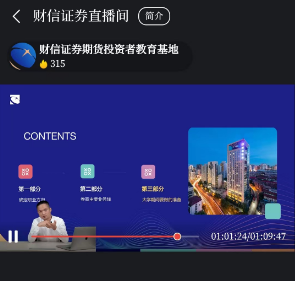 财信证券直播间 简介
财信证券期货投资者教育基地
315
CONTENTS
第一部分 第二部分 第三部分
01:01:24/01:09:47